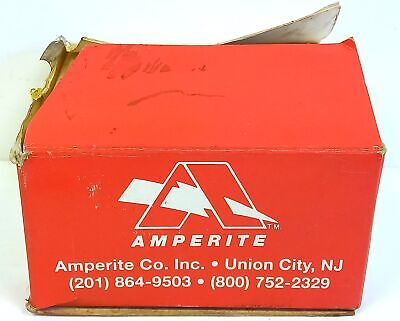 T.M.
AMPERITE
Amperite Co. Inc. • Union City, NJ
(201) 864-9503 • (800) 752-2329